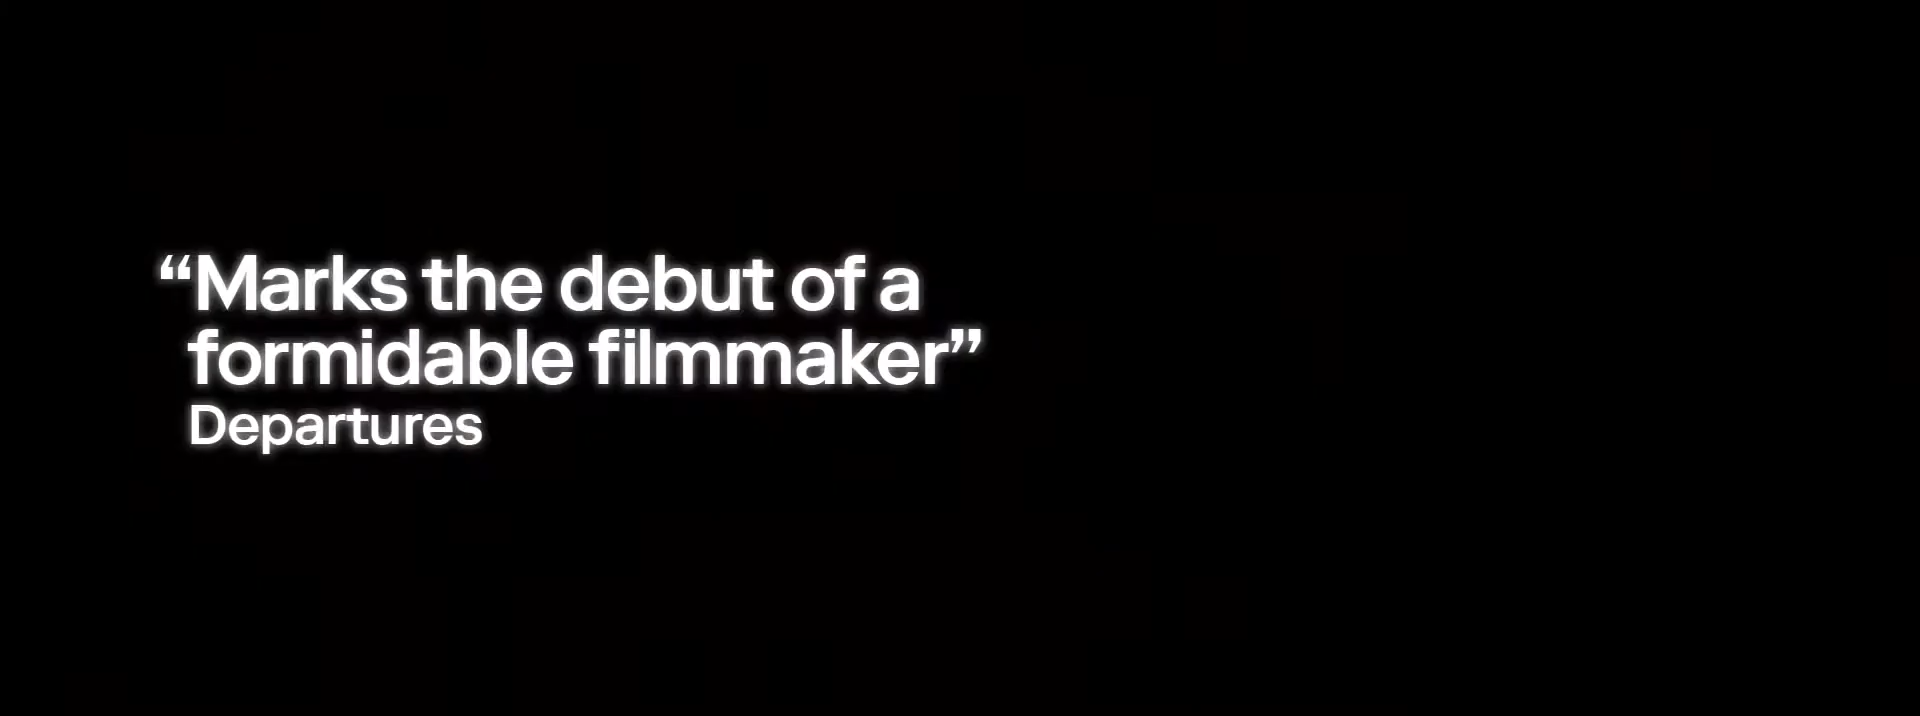 “Marks the debut of a
formidable filmmaker”
Departures